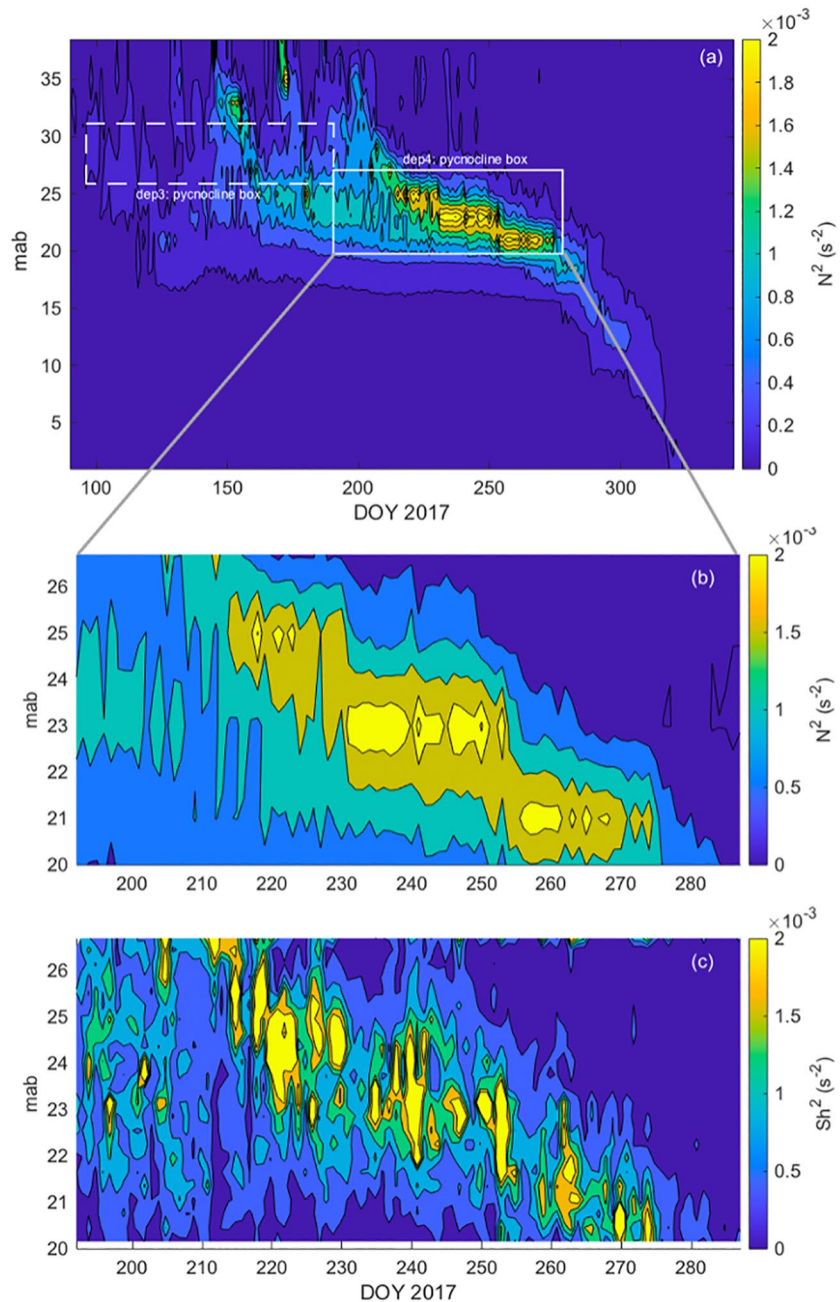 ×10⁻³
(a)
2
35
1.8
30
1.6
dep4: pycnocline box
1.4
25
dep3: pycnocline box
1.2
mab
20
1
N² (s⁻²)
15
0.8
10
0.6
0.4
5
0.2
0
100 150 200 250 300
DOY 2017
×10⁻³
(b)
2
26
25
1.5
24
mab
23
1
N² (s⁻²)
22
0.5
21
20
0
200 210 220 230 240 250 260 270 280
×10⁻³
(c)
2
26
25
1.5
24
mab
23
1
Sh² (s⁻²)
22
0.5
21
20
0
200 210 220 230 240 250 260 270 280
DOY 2017